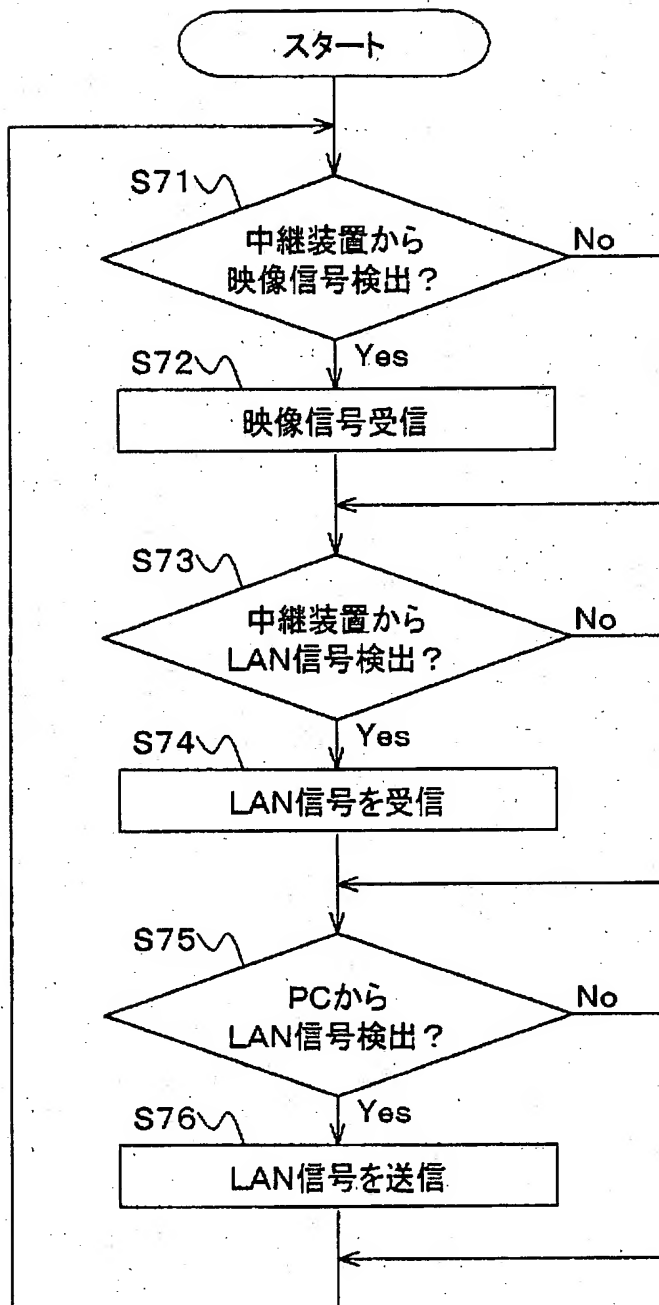 スタート
S71
中継装置から
映像信号検出？
No
Yes
S72
映像信号受信
S73
中継装置から
LAN信号検出？
No
Yes
S74
LAN信号を受信
S75
PCから
LAN信号検出？
No
Yes
S76
LAN信号を送信